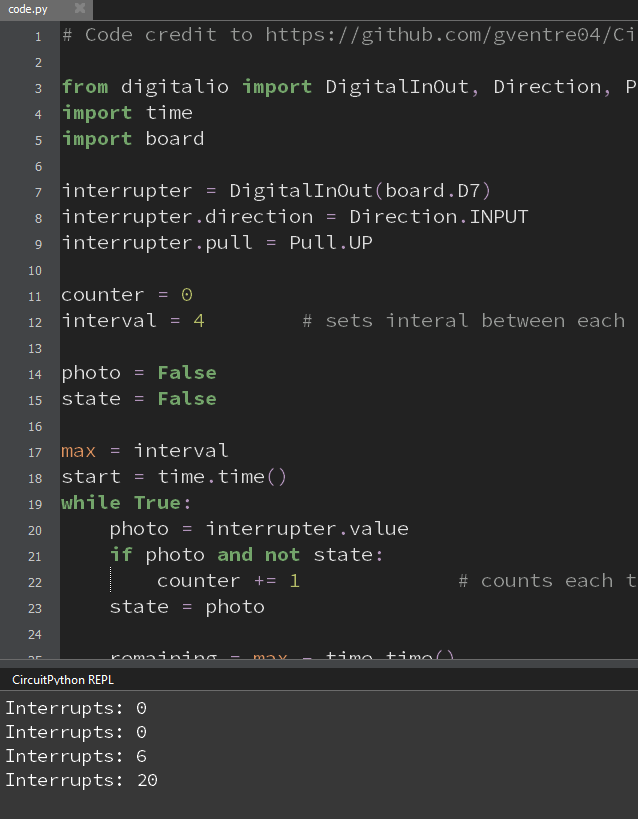 code.py
1 # Code credit to https://github.com/gventre04/Ci
2
3 from digitalio import DigitalInOut, Direction, P
4 import time
5 import board
6
7 interrupter = DigitalInOut(board.D7)
8 interrupter.direction = Direction.INPUT
9 interrupter.pull = Pull.UP
10
11 counter = 0
12 interval = 4 # sets interal between each
13
14 photo = False
15 state = False
16
17 max = interval
18 start = time.time()
19 while True:
20 photo = interrupter.value
21 if photo and not state:
22 counter += 1 # counts each t
23 state = photo
24
25 remaining = max - time.time()
CircuitPython REPL
Interrupts: 0
Interrupts: 0
Interrupts: 6
Interrupts: 20